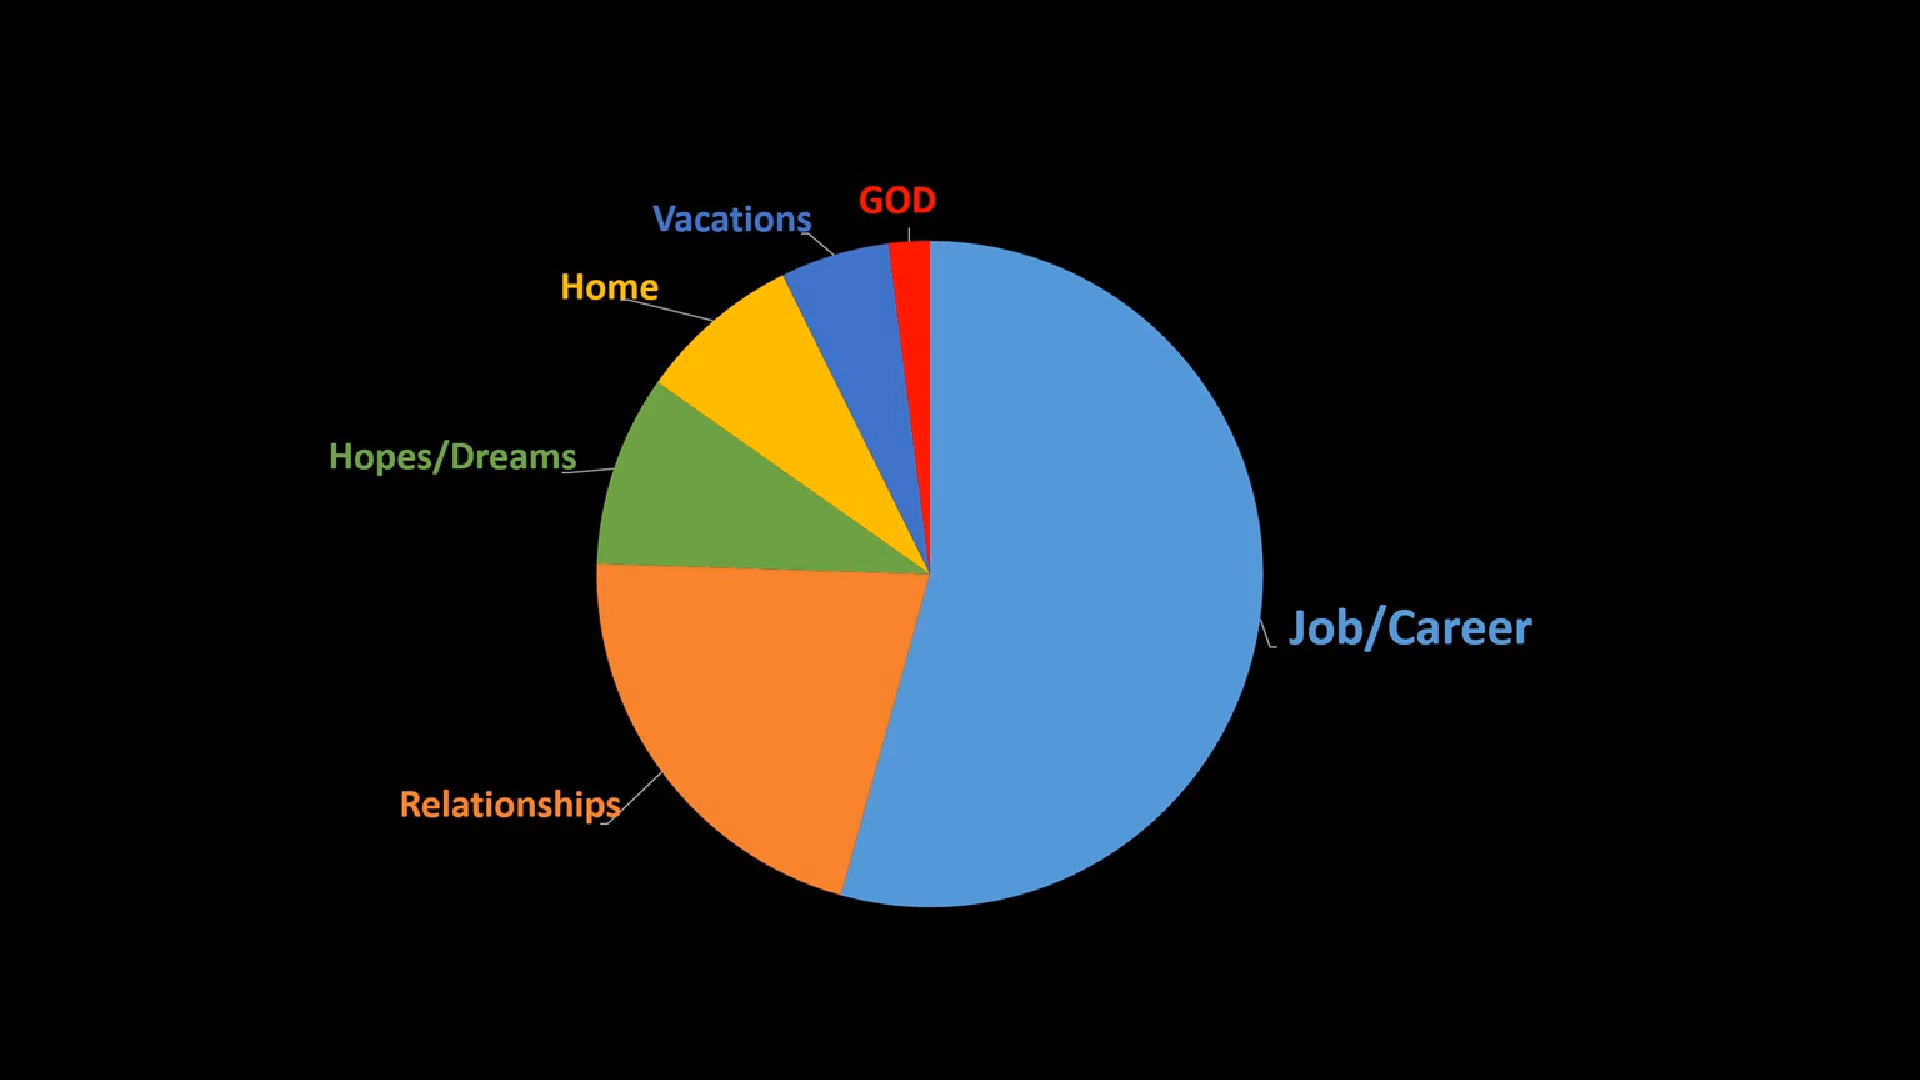 GOD
Vacations
Home
Hopes/Dreams
Job/Career
Relationships